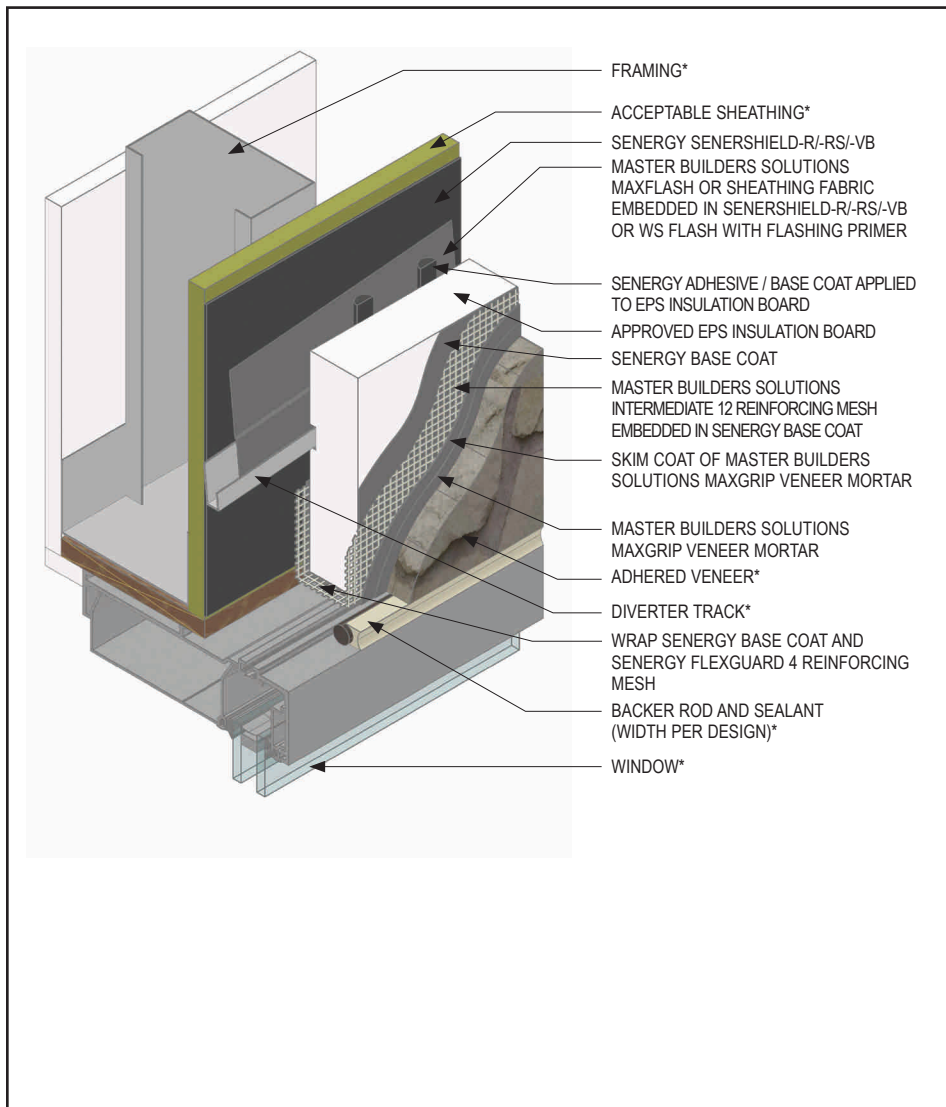 FRAMING*
ACCEPTABLE SHEATHING*
SENERGY SENERSHIELD-R/-RS/-VB
MASTER BUILDERS SOLUTIONS
MAXFLASH OR SHEATHING FABRIC
EMBEDDED IN SENERSHIELD-R/-RS/-VB
OR WS FLASH WITH FLASHING PRIMER
SENERGY ADHESIVE / BASE COAT APPLIED
TO EPS INSULATION BOARD
APPROVED EPS INSULATION BOARD
SENERGY BASE COAT
MASTER BUILDERS SOLUTIONS
INTERMEDIATE 12 REINFORCING MESH
EMBEDDED IN SENERGY BASE COAT
SKIM COAT OF MASTER BUILDERS
SOLUTIONS MAXGRIP VENEER MORTAR
MASTER BUILDERS SOLUTIONS
MAXGRIP VENEER MORTAR
ADHERED VENEER*
DIVERTER TRACK*
WRAP SENERGY BASE COAT AND
SENERGY FLEXGUARD 4 REINFORCING
MESH
BACKER ROD AND SEALANT
(WIDTH PER DESIGN)*
WINDOW*